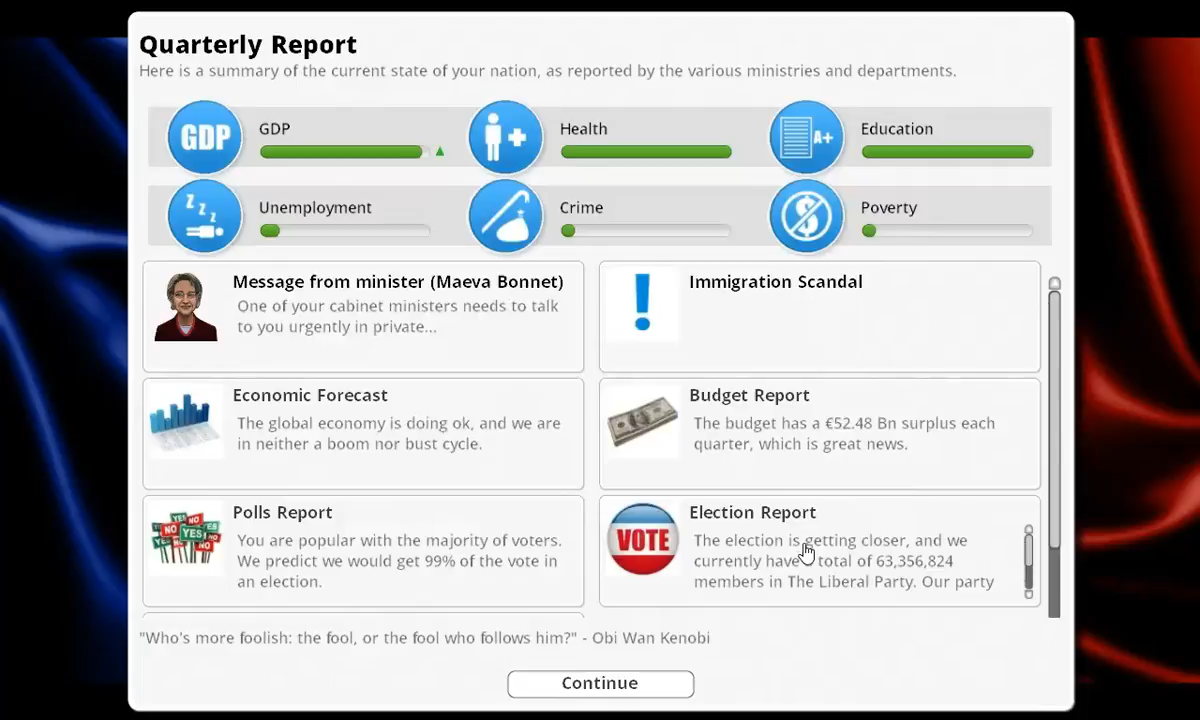 Quarterly Report
Here is a summary of the current state of your nation, as reported by the various ministries and departments.
GDP
GDP
Health
A+
Education
Z Z Z
Unemployment
Crime
$
Poverty
Message from minister (Maeva Bonnet)
One of your cabinet ministers needs to talk
to you urgently in private...
!
Immigration Scandal
Economic Forecast
The global economy is doing ok, and we are
in neither a boom nor bust cycle.
Budget Report
The budget has a €52.48 Bn surplus each
quarter, which is great news.
YES
NO
YES
NO
NO
Polls Report
You are popular with the majority of voters.
We predict we would get 99% of the vote in
an election.
VOTE
Election Report
The election is getting closer, and we
currently have total of 63,356,824
members in The Liberal Party. Our party
"Who's more foolish: the fool, or the fool who follows him?" - Obi Wan Kenobi
Continue